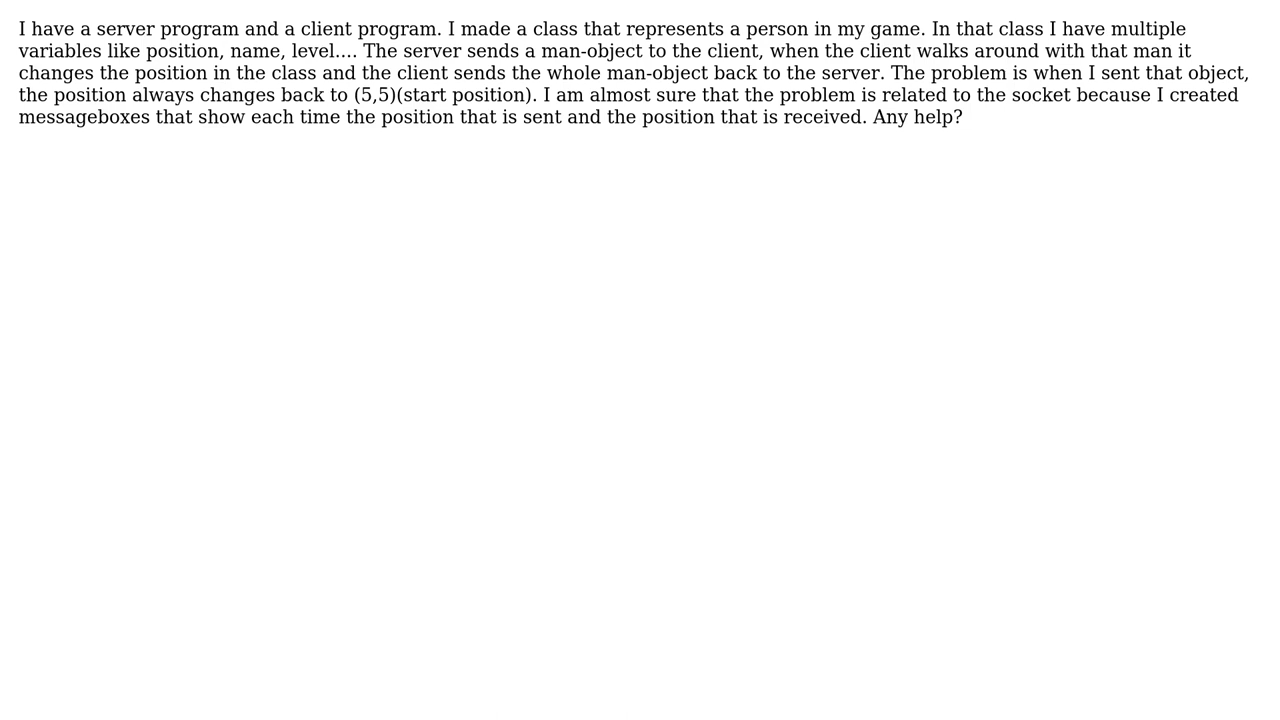 I have a server program and a client program. I made a class that represents a person in my game. In that class I have multiple
variables like position, name, level.... The server sends a man-object to the client, when the client walks around with that man it
changes the position in the class and the client sends the whole man-object back to the server. The problem is when I sent that object,
the position always changes back to (5,5)(start position). I am almost sure that the problem is related to the socket because I created
messageboxes that show each time the position that is sent and the position that is received. Any help?